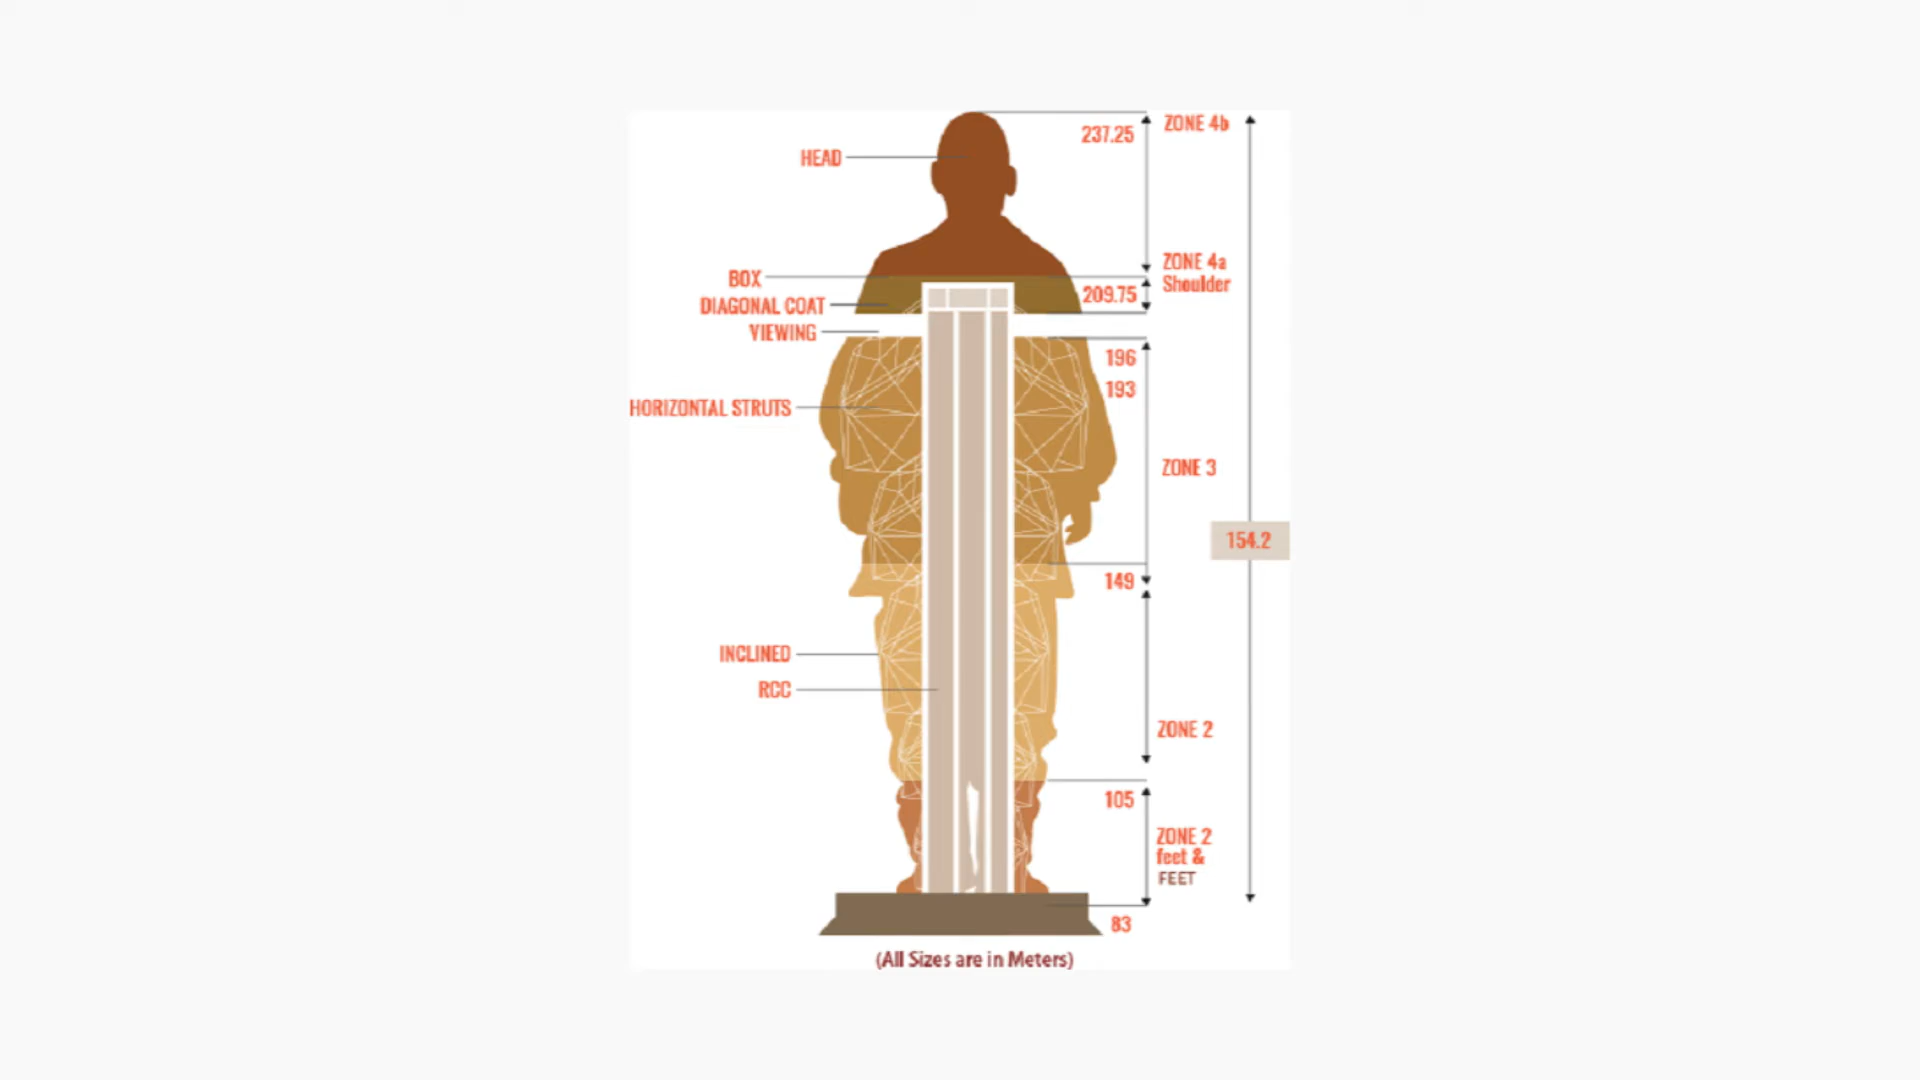 ZONE 4b
237.25
HEAD
ZONE 4a
Shoulder
BOX
209.75
DIAGONAL COAT
VIEWING
196
193
HORIZONTAL STRUTS
ZONE 3
154.2
149
INCLINED
RCC
ZONE 2
105
ZONE 2
feet &
FEET
83
(All Sizes are in Meters)